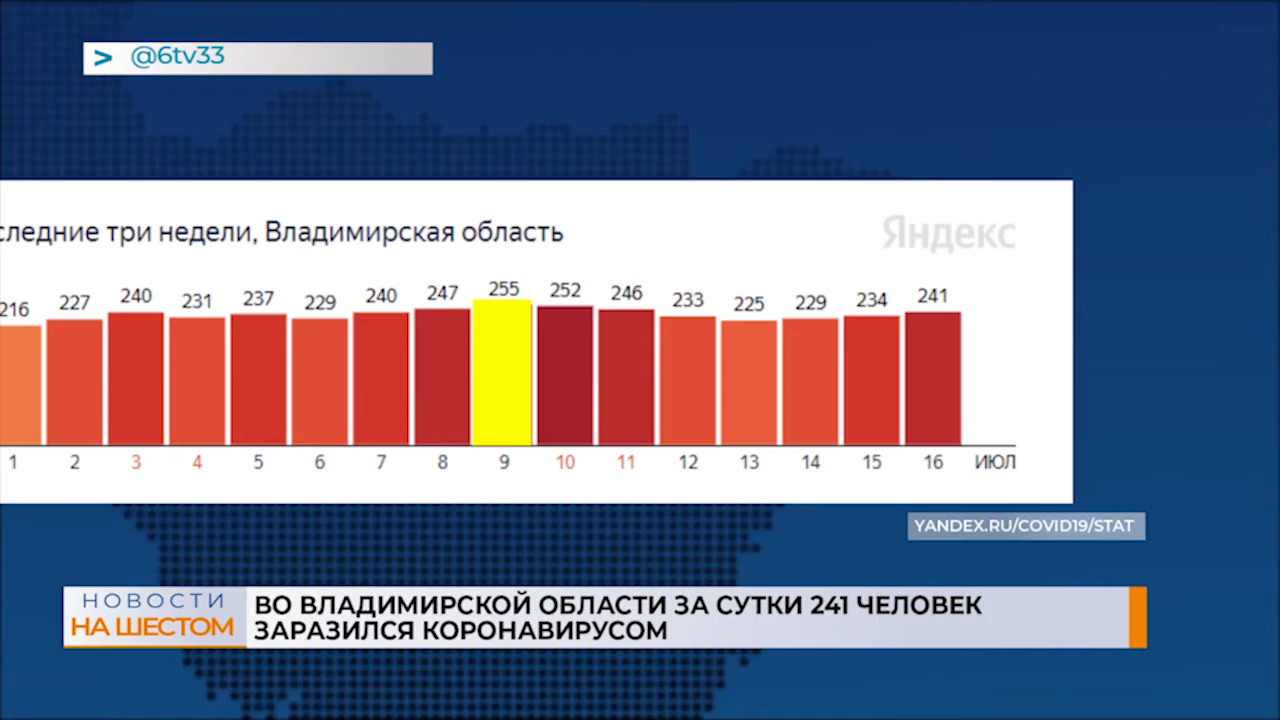 > @6tv33
следние три недели, Владимирская область
Яндекс
216 227 240 231 237 229 240 247 255 252 246 233 225 229 234 241
1 2 3 4 5 6 7 8 9 10 11 12 13 14 15 16 ИЮЛ
YANDEX.RU/COVID19/STAT
НОВОСТИ
НА ШЕСТОМ
ВО ВЛАДИМИРСКОЙ ОБЛАСТИ ЗА СУТКИ 241 ЧЕЛОВЕК
ЗАРАЗИЛСЯ КОРОНАВИРУСОМ